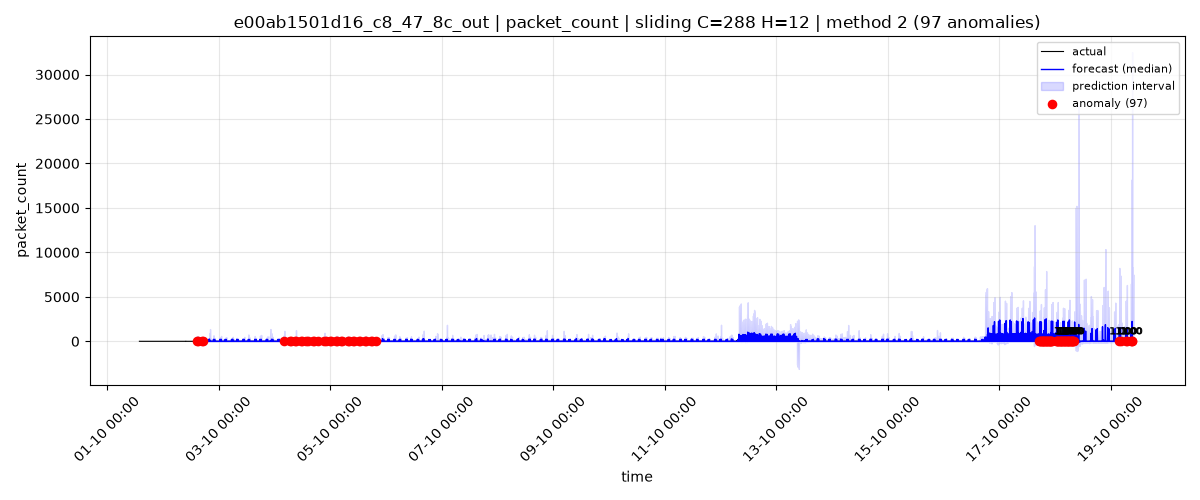 e00ab1501d16_c8_47_8c_out | packet_count | sliding C=288 H=12 | method 2 (97 anomalies)
actual
forecast (median)
prediction interval
anomaly (97)
packet_count
30000
25000
20000
15000
10000
5000
0
01-10 00:00
03-10 00:00
05-10 00:00
07-10 00:00
09-10 00:00
11-10 00:00
13-10 00:00
15-10 00:00
17-10 00:00
19-10 00:00
time